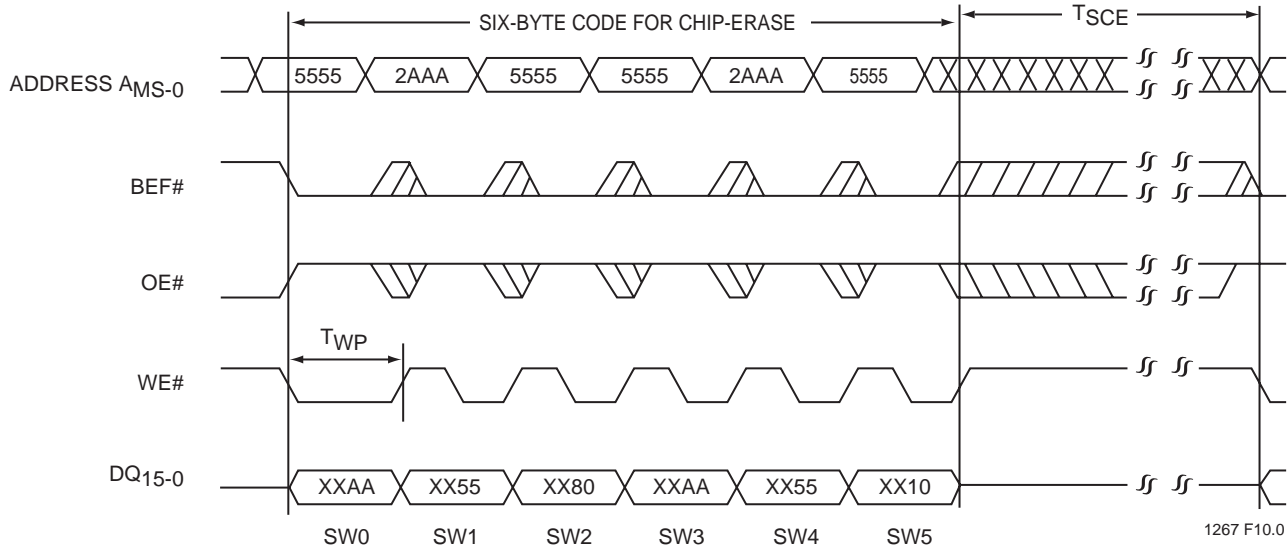 SIX-BYTE CODE FOR CHIP-ERASE
TSCE
ADDRESS AMS-0
5555 2AAA 5555 5555 2AAA 5555
BEF#
OE#
TWP
WE#
DQ15-0
XXAA XX55 XX80 XXAA XX55 XX10
SW0 SW1 SW2 SW3 SW4 SW5
1267 F10.0